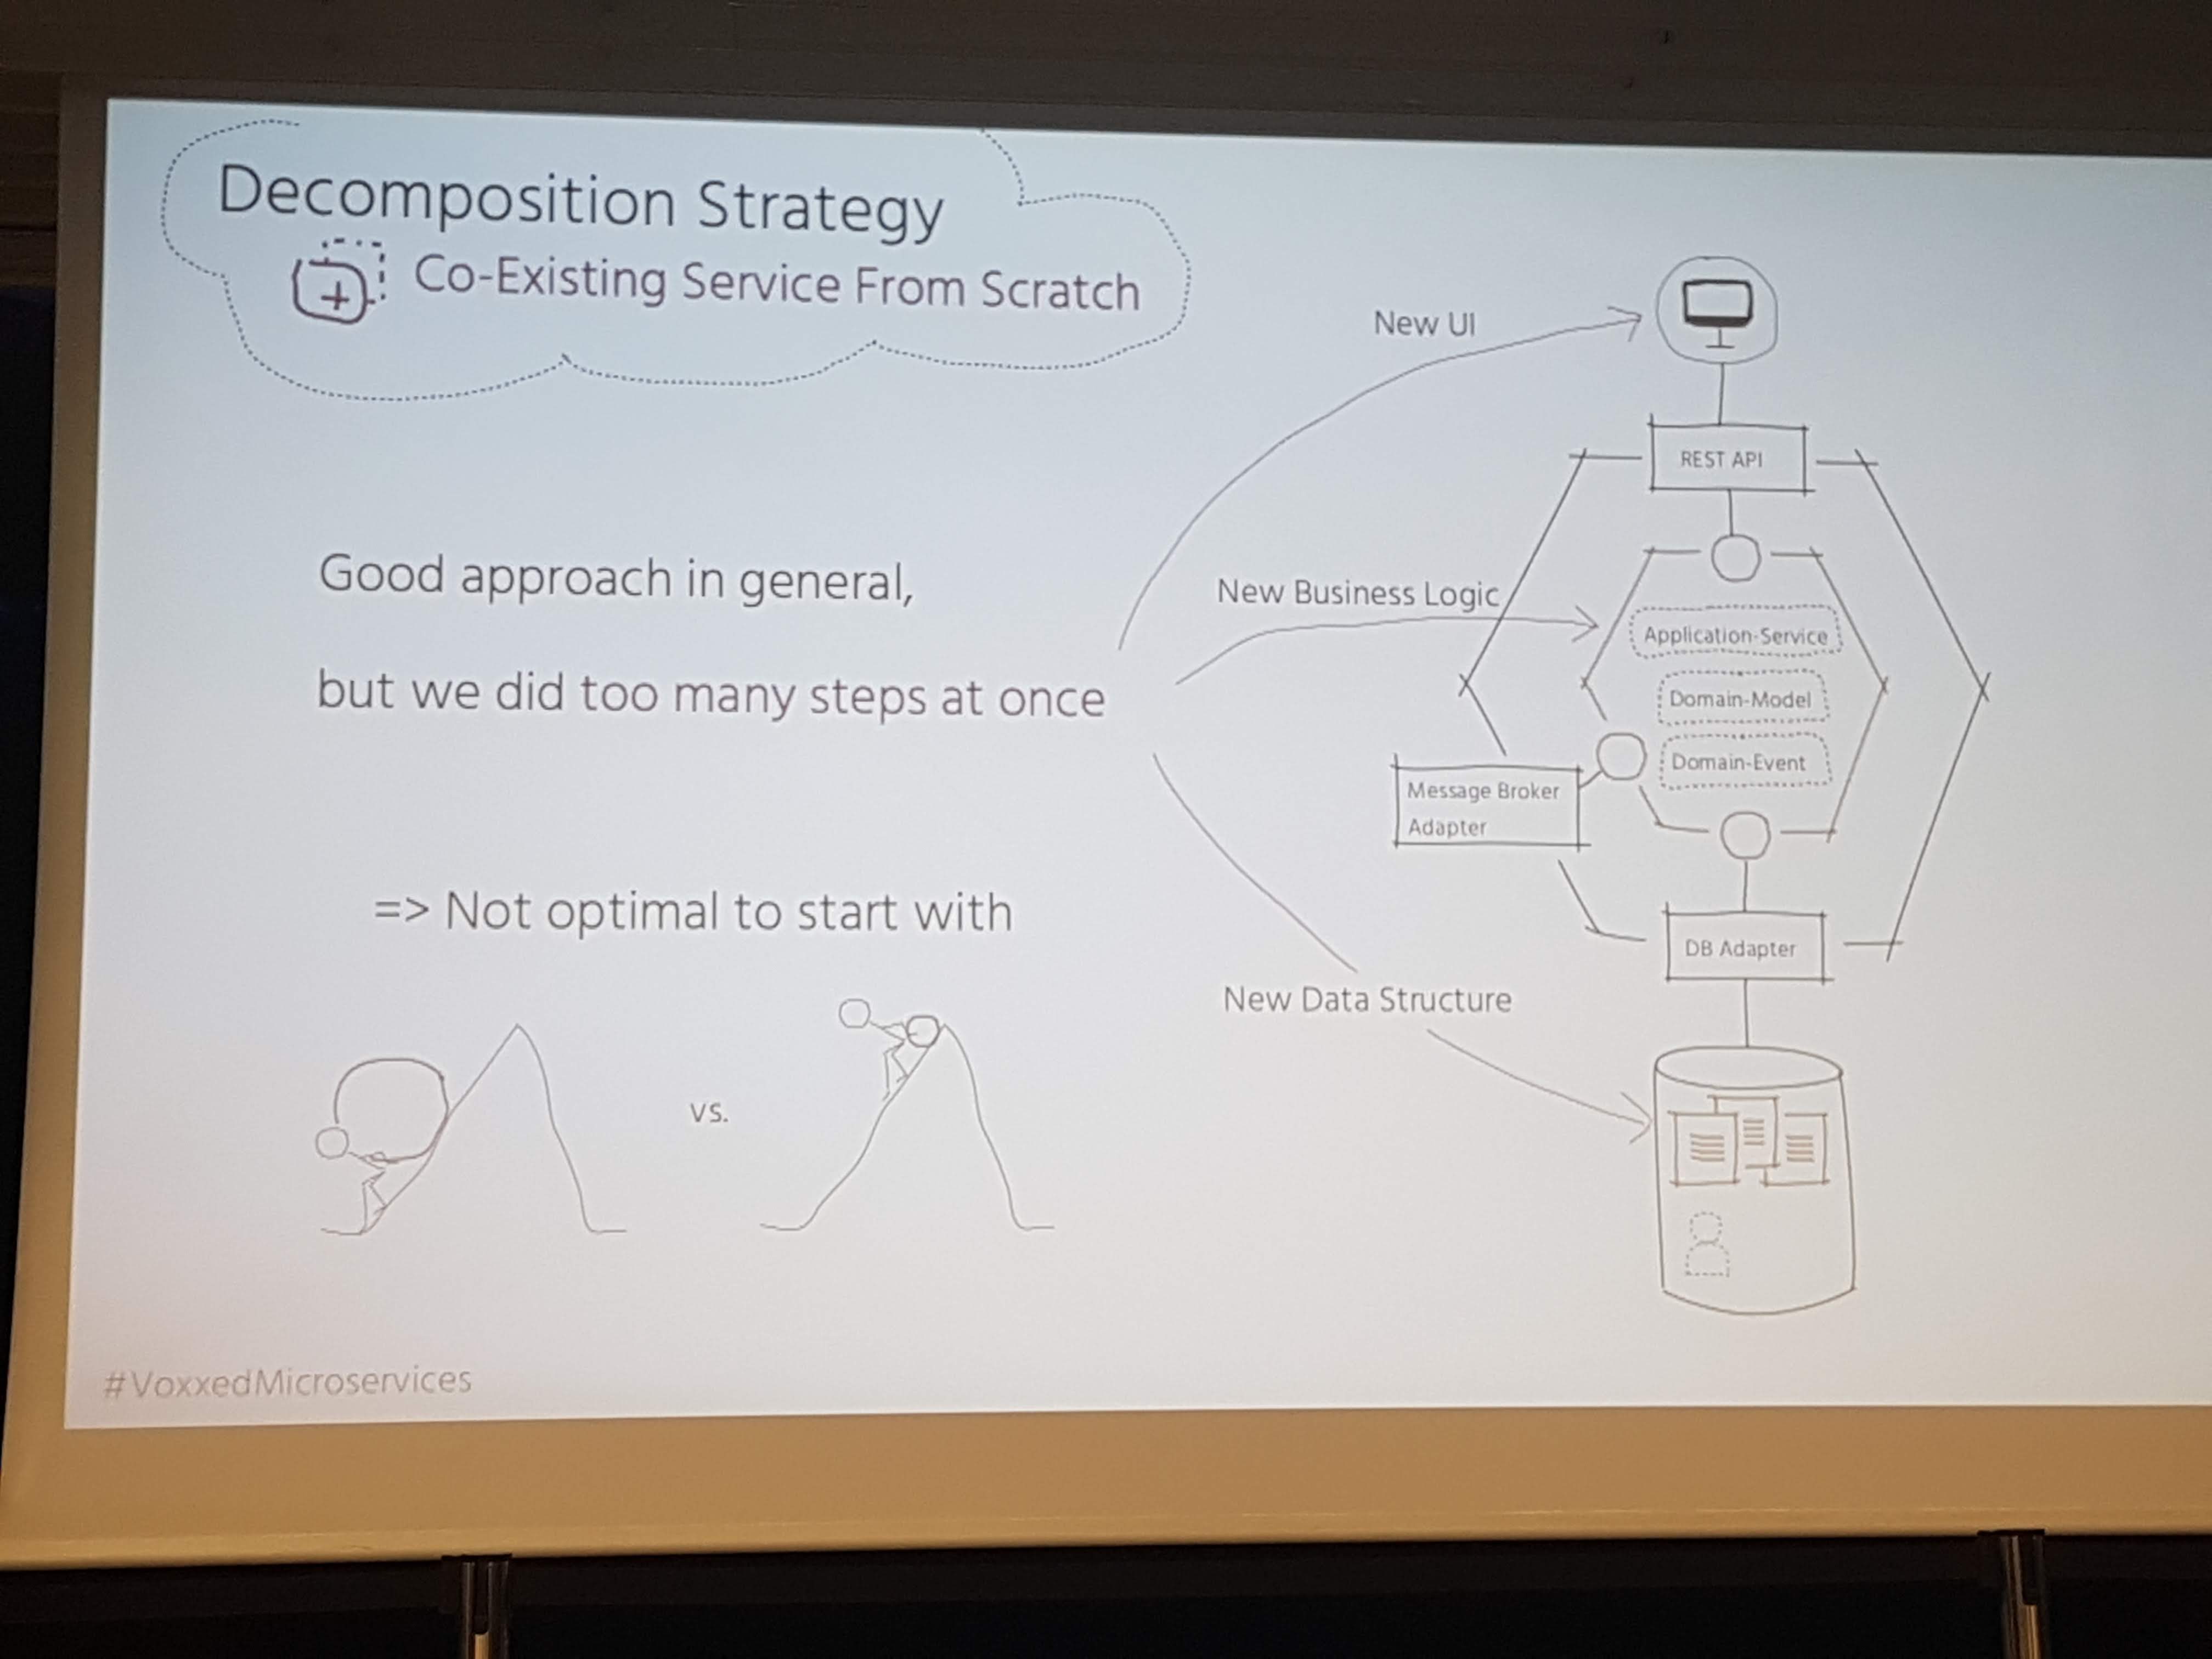 Decomposition Strategy
Co-Existing Service From Scratch
Good approach in general,
but we did too many steps at once
=> Not optimal to start with
vs.
New UI
New Business Logic
New Data Structure
REST API
Application-Service
Domain-Model
Domain-Event
Message Broker
Adapter
DB Adapter
#VoxxedMicroservices